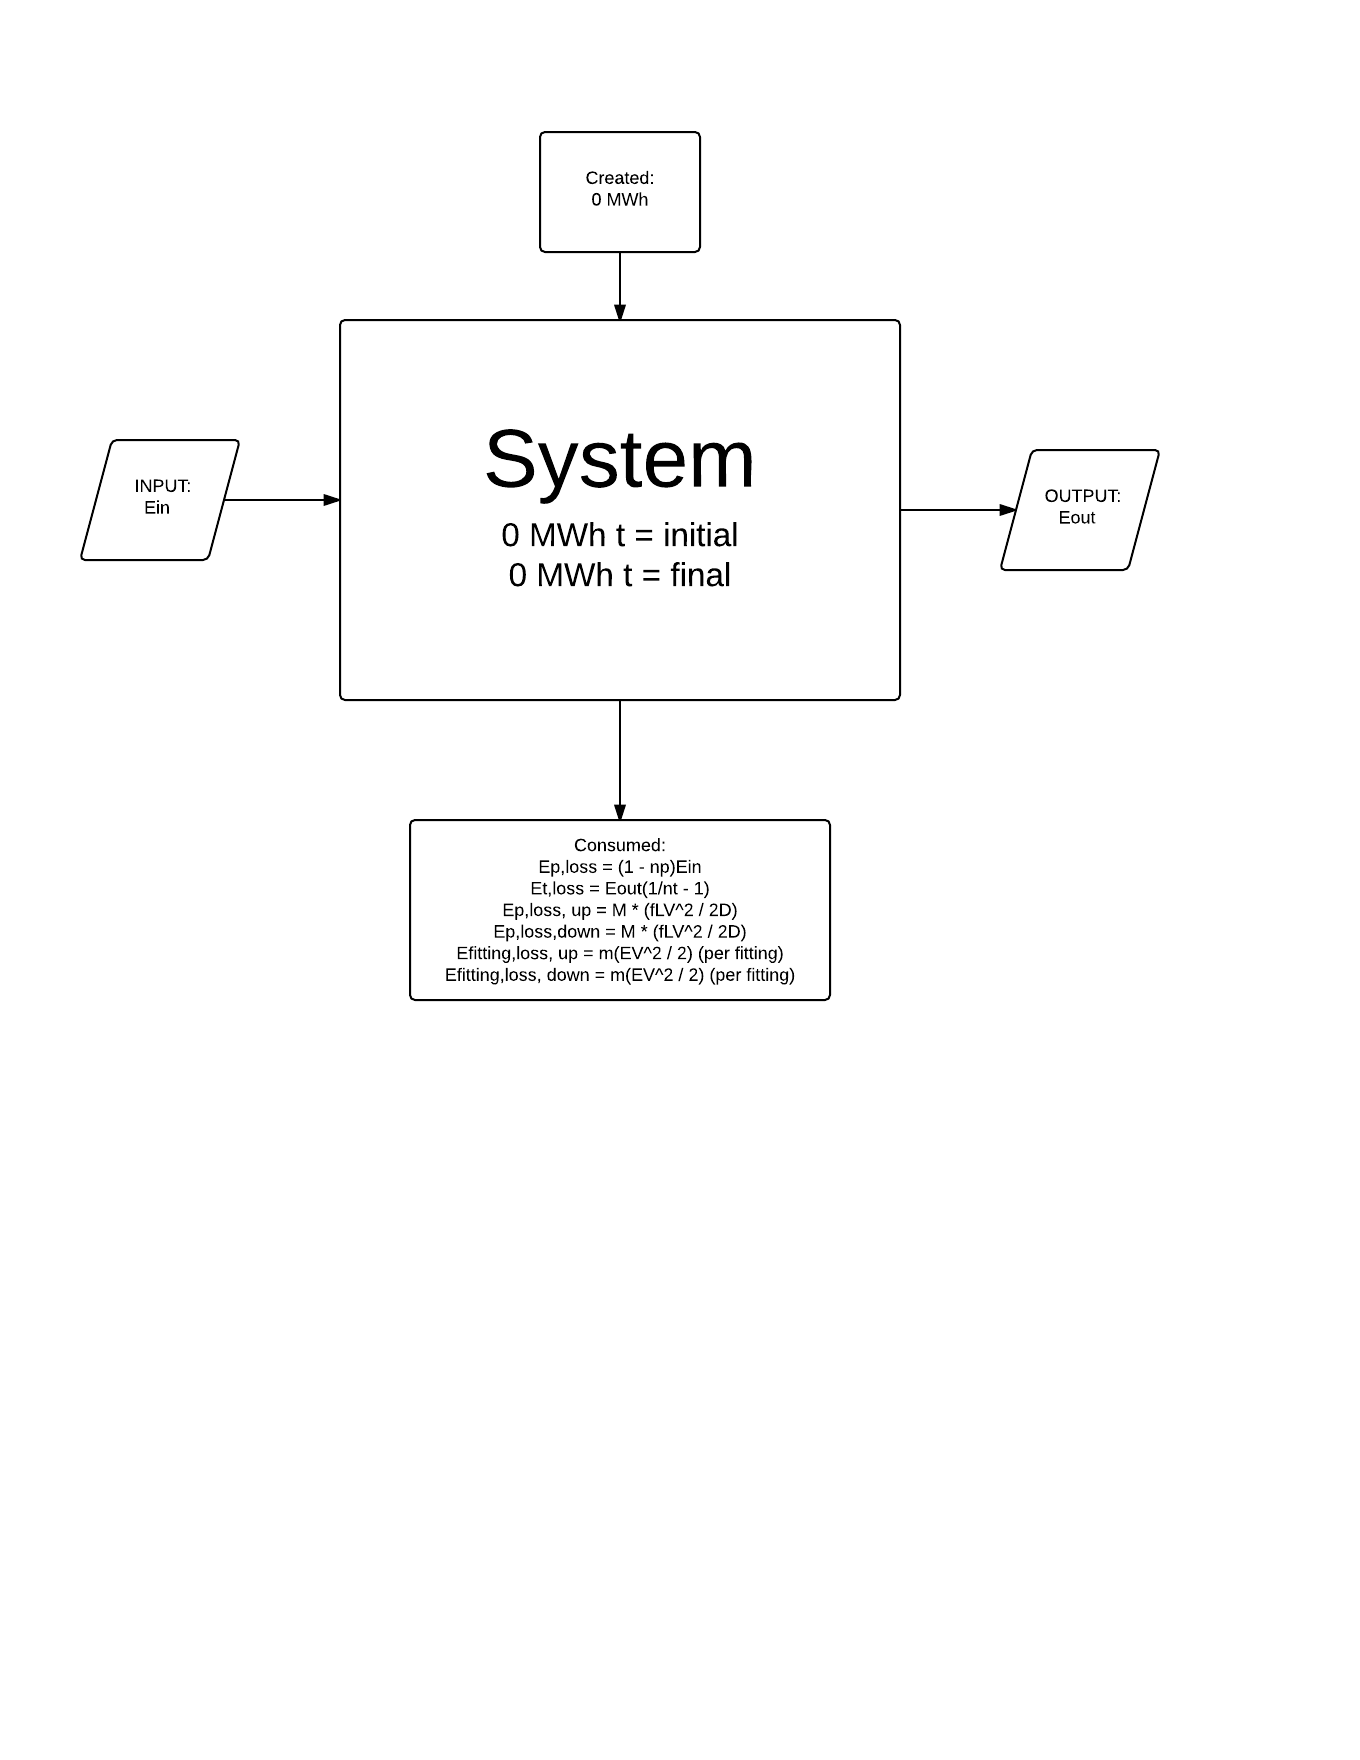 Created:
0 MWh
System
0 MWh t = initial
0 MWh t = final
INPUT:
Ein
OUTPUT:
Eout
Consumed:
Ep,loss = (1 - np)Ein
Et,loss = Eout(1/nt - 1)
Ep,loss, up = M * (fLV^2 / 2D)
Ep,loss,down = M * (fLV^2 / 2D)
Efitting,loss, up = m(EV^2 / 2) (per fitting)
Efitting,loss, down = m(EV^2 / 2) (per fitting)